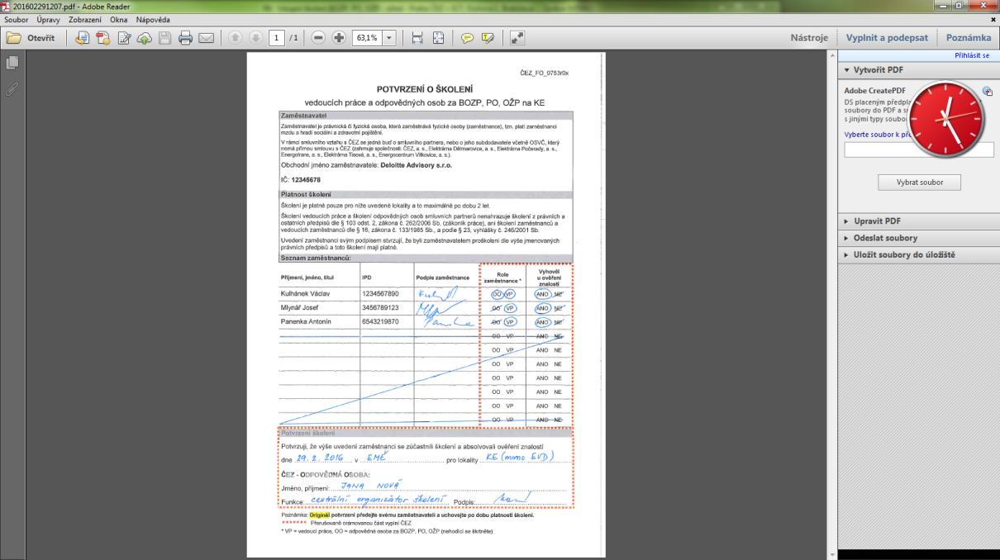 201602291207.pdf - Adobe Reader
Soubor Úpravy Zobrazení Okna Nápověda
Otevřít 1 / 1 63,1% Nástroje Vyplnit a podepsat Poznámka
Přihlásit se
Vytvořit PDF
Adobe CreatePDF
DS placeným předpla
soubory do PDF a s
s jinými typy soubo
Vyberte soubor k p
Vybrat soubor
Upravit PDF
Odeslat soubory
Uložit soubory do úložiště
ČEZ_FO_0753r0x
POTVRZENÍ O ŠKOLENÍ
vedoucích práce a odpovědných osob za BOZP, PO, OŽP na KE
Zaměstnavatel
Zaměstnavatel je právnická či fyzická osoba, která zaměstnává fyzické osoby (zaměstnance), tzn. platí zaměstnanci
mzdu a hradí sociální a zdravotní pojištění.
V rámci smluvního vztahu s ČEZ se jedná buď o smluvního partnera, nebo o jeho subdodavatele včetně OSVČ, který
nemá přímou smlouvu s ČEZ (zahrnuje společnosti: ČEZ, a. s., Elektrárna Dětmarovice, a. s., Elektrárna Počerady, a. s.,
Energotrans, a. s., Elektrárna Tisová, a. s., Energocentrum Vítkovice, a. s.).
Obchodní jméno zaměstnavatele: Deloitte Advisory s.r.o.
IČ: 12345678
Platnost školení
Školení je platné pouze pro níže uvedené lokality a to maximálně po dobu 2 let.
Školení vedoucích práce a školení odpovědných osob smluvních partnerů nenahrazuje školení z právních a
ostatních předpisů dle § 103 odst. 2, zákona č. 262/2006 Sb. (zákoník práce), ani školení zaměstnanců a
vedoucích zaměstnanců dle § 16, zákona č. 133/1985 Sb., a podle § 23, vyhlášky č. 246/2001 Sb.
Uvedení zaměstnanci svým podpisem stvrzují, že byli zaměstnavatelem proškoleni dle výše jmenovaných
právních předpisů a toto školení mají platné.
Seznam zaměstnanců:
Příjmení, jméno, titul IPD Podpis zaměstnance Role zaměstnance * Vyhověl u ověření znalostí
Kulhánek Václav 1234567890 OO VP ANO NE
Mlynář Josef 3456789123 OO VP ANO NE
Panenka Antonín 6543219870 Panenka OO VP ANO NE
OO VP ANO NE
OO VP ANO NE
OO VP ANO NE
OO VP ANO NE
OO VP ANO NE
OO VP ANO NE
OO VP ANO NE
Potvrzení školení
Potvrzuji, že výše uvedení zaměstnanci se zúčastnili školení a absolvovali ověření znalostí
dne 29. 2. 2016 v EMĚ pro lokality KE (mimo EVD)
ČEZ - ODPOVĚDNÁ OSOBA:
Jméno, příjmení: JANA NOVÁ
Funkce: centrální organizátor školení Podpis:
Poznámka: Originál potvrzení předejte svému zaměstnavateli a uchovejte po dobu platnosti školení.
Přerušovaně orámovanou část vyplní ČEZ
* VP = vedoucí práce, OO = odpovědná osoba za BOZP, PO, OŽP (nehodící se škrtněte)